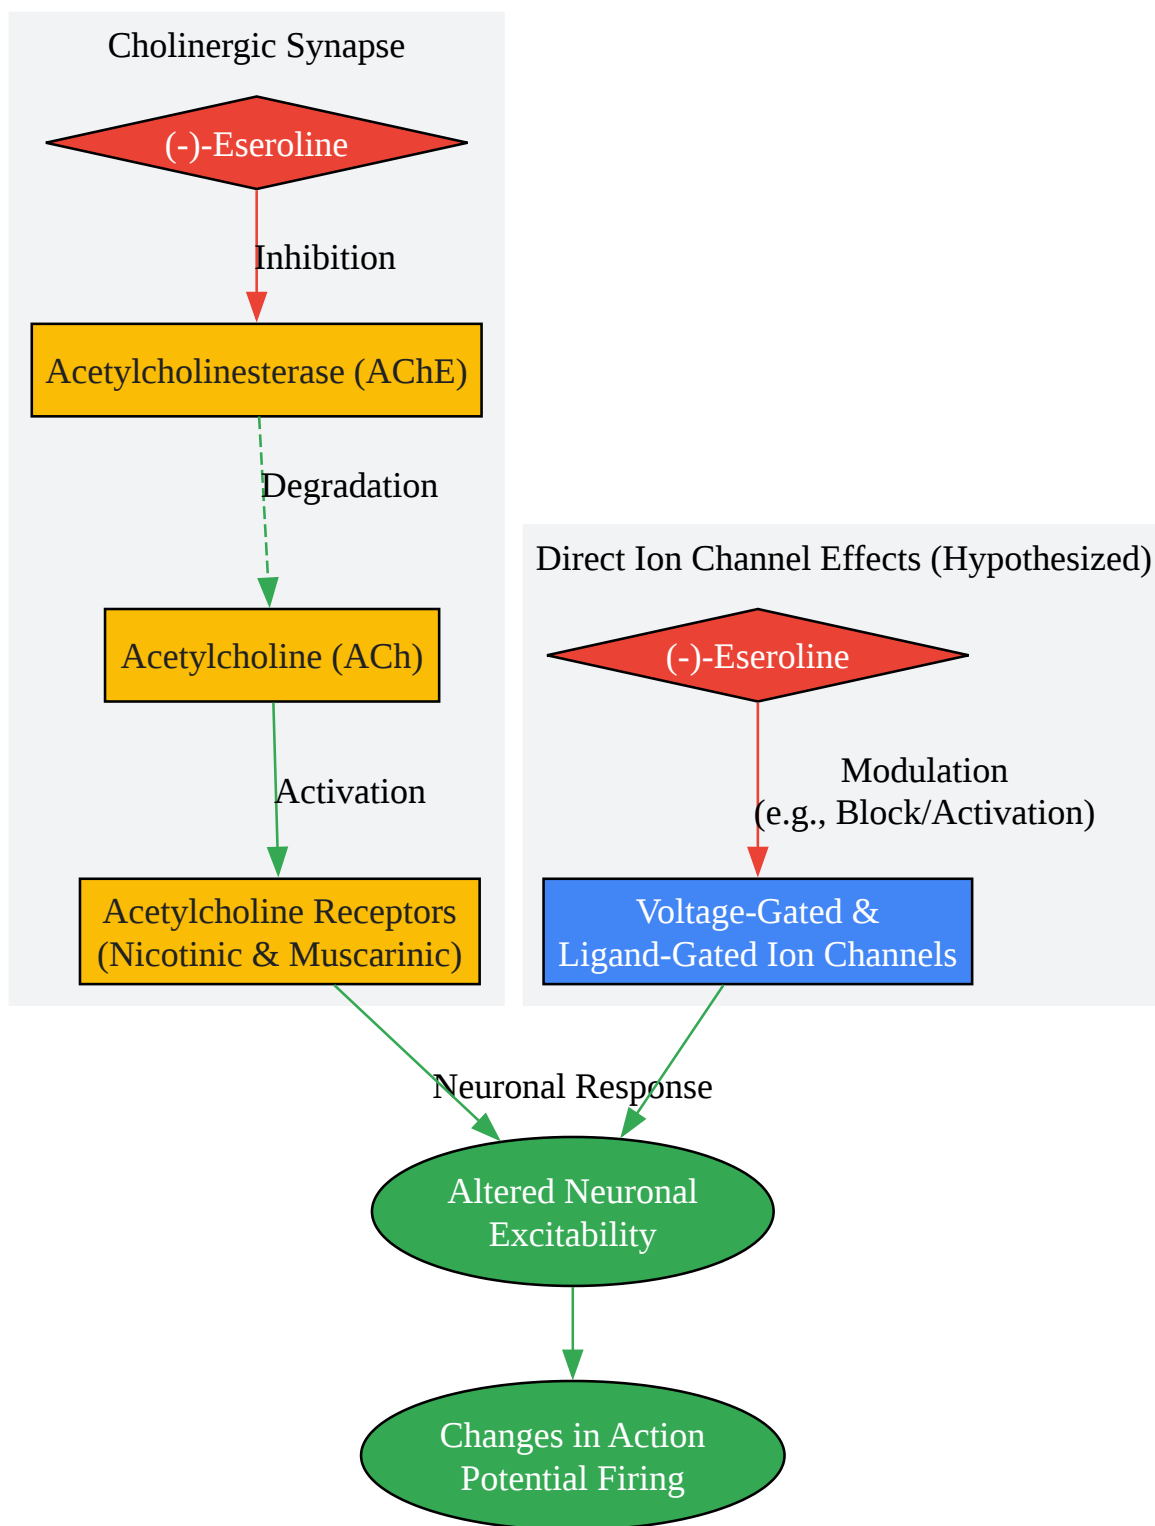 Cholinergic Synapse
(-)-Eseroline
Inhibition
Acetylcholinesterase (AChE)
Degradation
Acetylcholine (ACh)
Activation
Acetylcholine Receptors
(Nicotinic & Muscarinic)
Direct Ion Channel Effects (Hypothesized)
(-)-Eseroline
Modulation
(e.g., Block/Activation)
Voltage-Gated &
Ligand-Gated Ion Channels
Neuronal Response
Altered Neuronal
Excitability
Changes in Action
Potential Firing